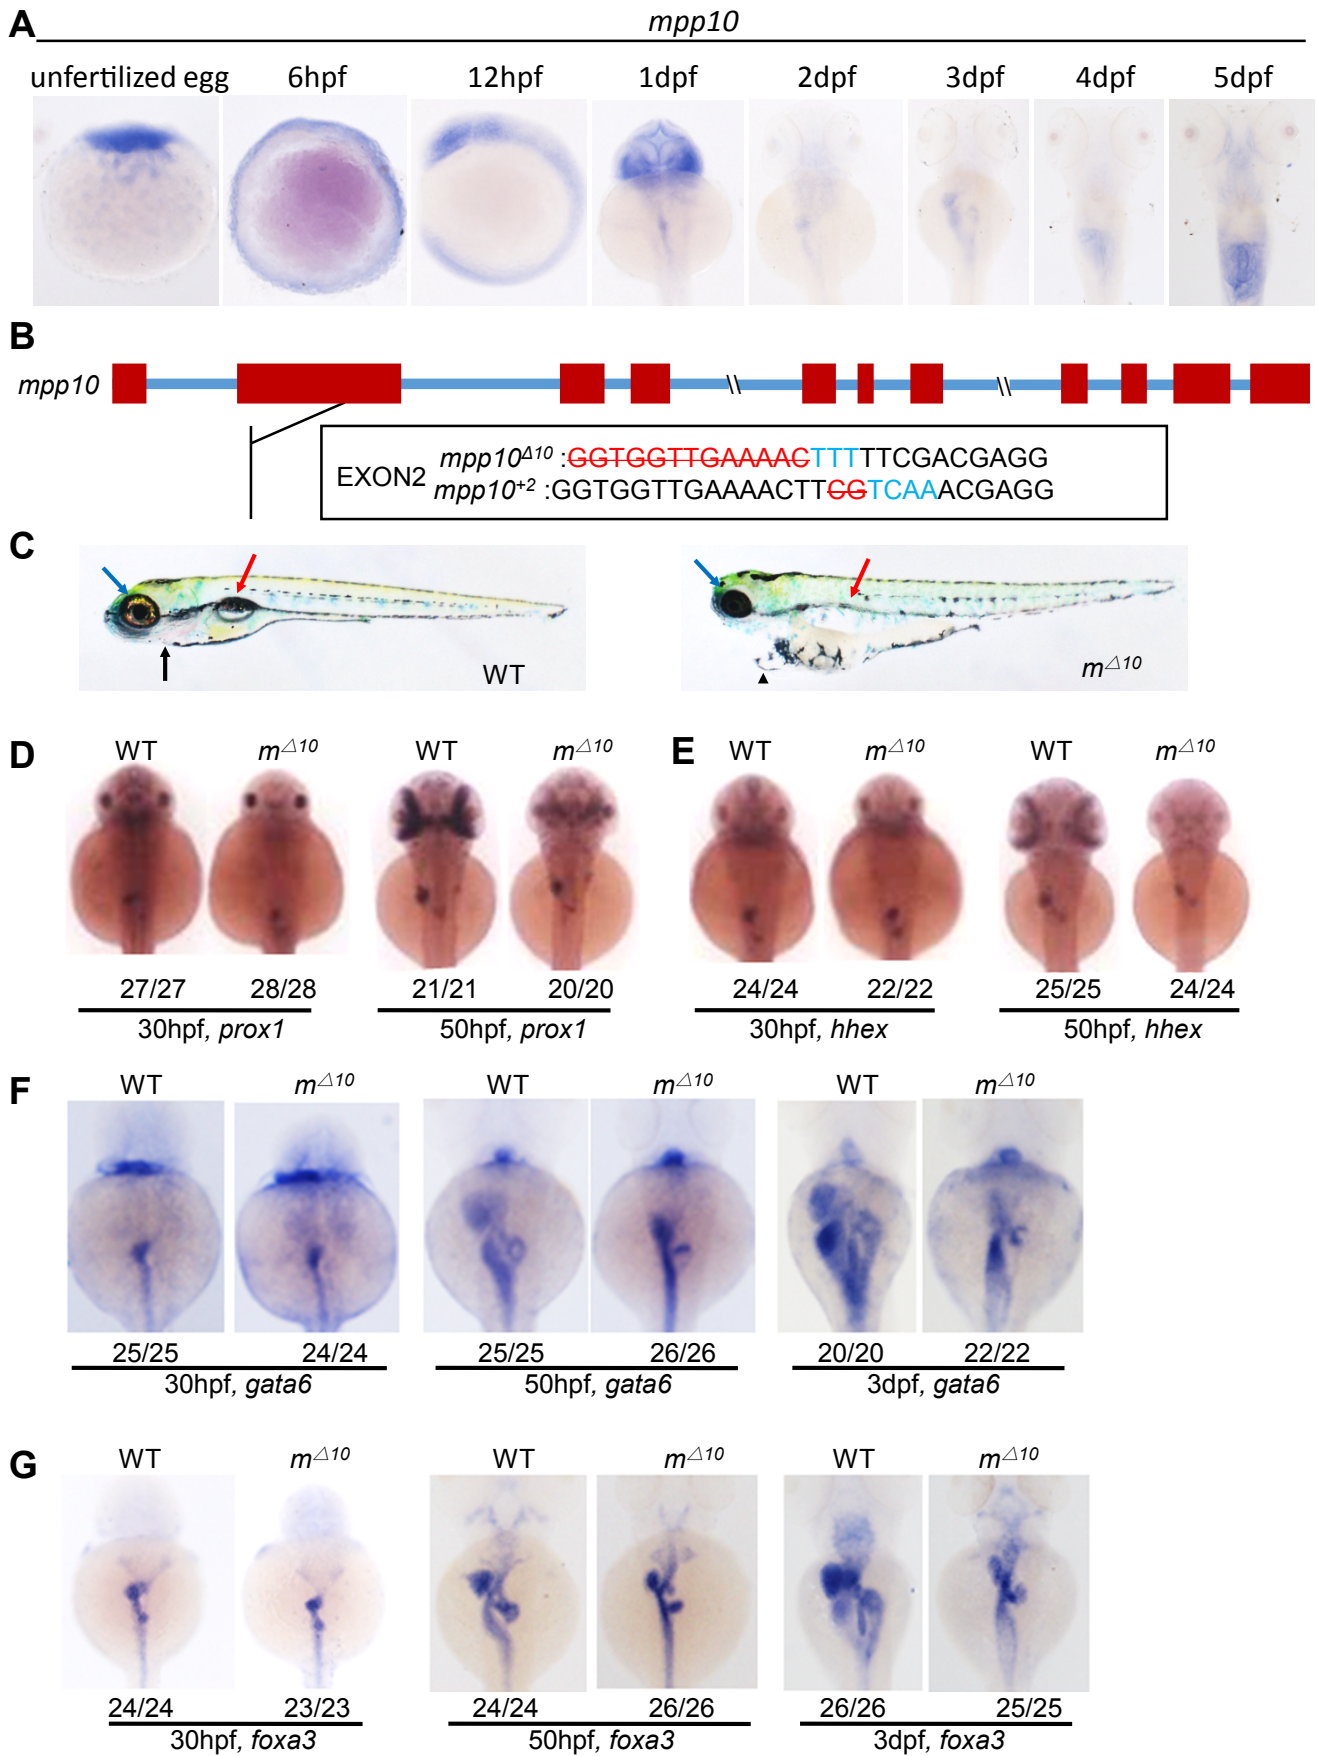 A
mpp10
unfertilized egg 6hpf 12hpf 1dpf 2dpf 3dpf 4dpf 5dpf
B
mpp10
EXON2
mpp10Δ10 :GGTGGTTGAAAACTTTTTCGACGAGG
mpp10+2 :GGTGGTTGAAAACTTCGTCAAACGAGG
C
WT
m△10
D
WT m△10 WT m△10
27/27 28/28 21/21 20/20
30hpf, prox1 50hpf, prox1
E
WT m△10 WT m△10
24/24 22/22 25/25 24/24
30hpf, hhex 50hpf, hhex
F
WT m△10 WT m△10 WT m△10
25/25 24/24 25/25 26/26 20/20 22/22
30hpf, gata6 50hpf, gata6 3dpf, gata6
G
WT m△10 WT m△10 WT m△10
24/24 23/23 24/24 26/26 26/26 25/25
30hpf, foxa3 50hpf, foxa3 3dpf, foxa3